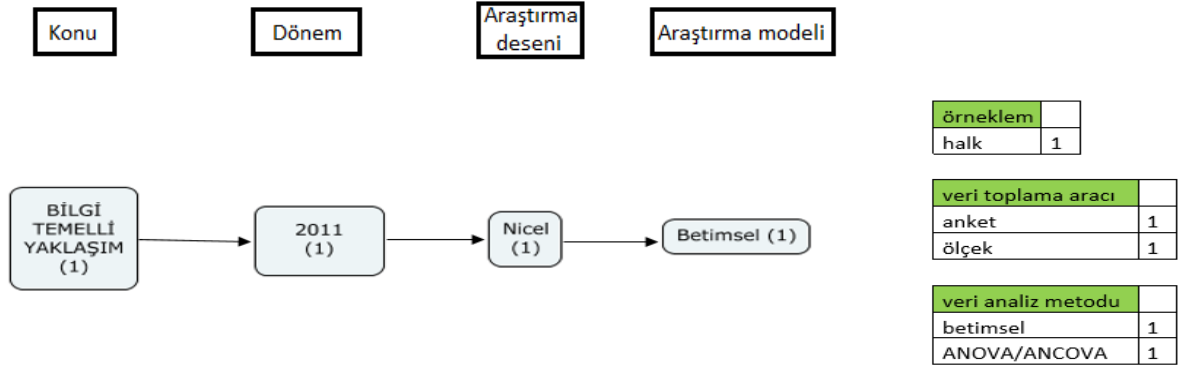 Konu
Dönem
Araştırma
deseni
Araştırma modeli
BİLGİ
TEMELLİ
YAKLAŞIM
(1)
2011
(1)
Nicel
(1)
Betimsel (1)
örneklem
halk 1
veri toplama aracı
anket 1
ölçek 1
veri analiz metodu
betimsel 1
ANOVA/ANCOVA 1